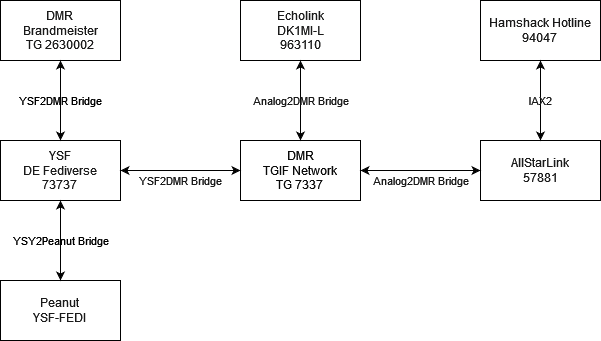 DMR
Brandmeister
TG 2630002
Echolink
DK1MI-L
963110
Hamshack Hotline
94047
YSF2DMR Bridge
Analog2DMR Bridge
IAX2
YSF
DE Fediverse
73737
YSF2DMR Bridge
DMR
TGIF Network
TG 7337
Analog2DMR Bridge
AllStarLink
57881
YSY2Peanut Bridge
Peanut
YSF-FEDI